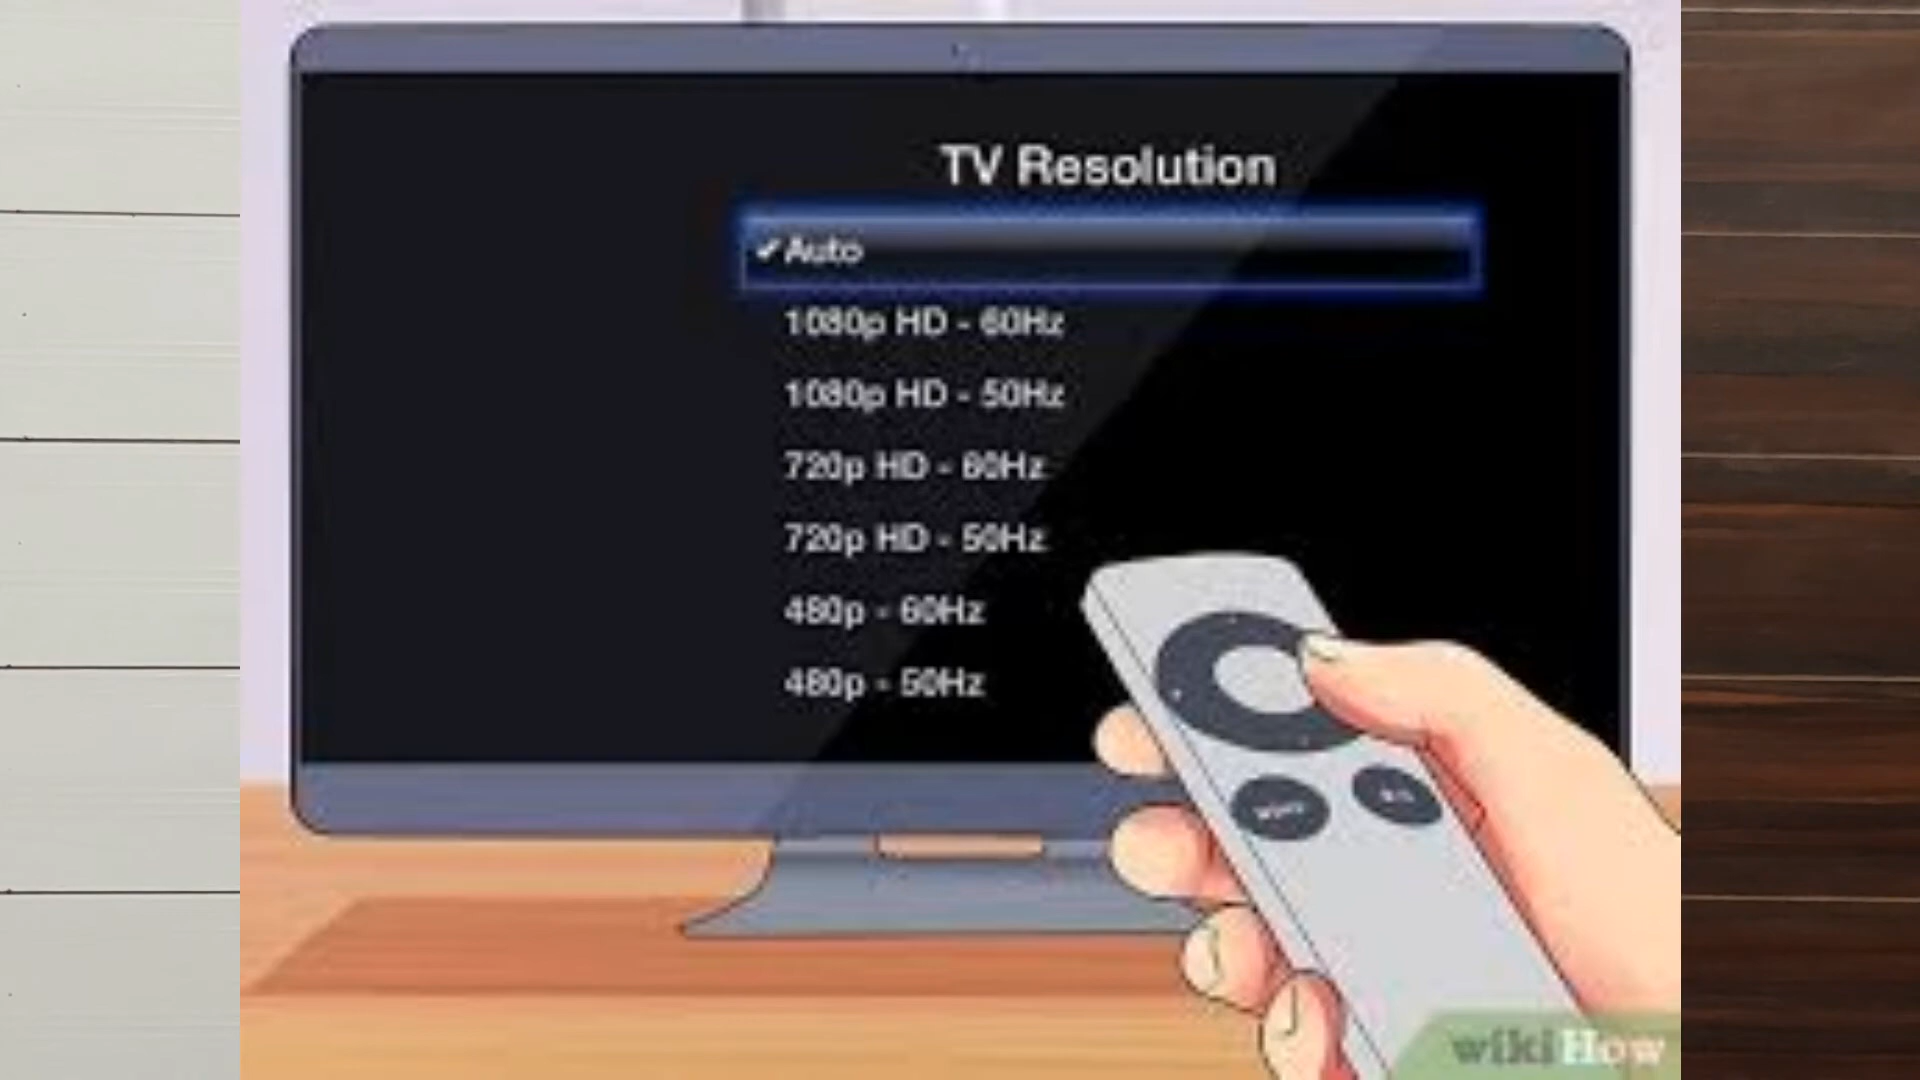 TV Resolution
✔Auto
1080p HD - 60Hz
1080p HD - 50Hz
720p HD - 60Hz
720p HD - 50Hz
480p - 60Hz
480p - 50Hz
MENU
wikiHow